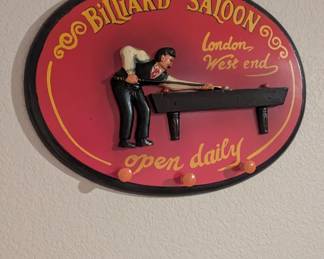 BILLIARD SALOON
London,
West end
open daily